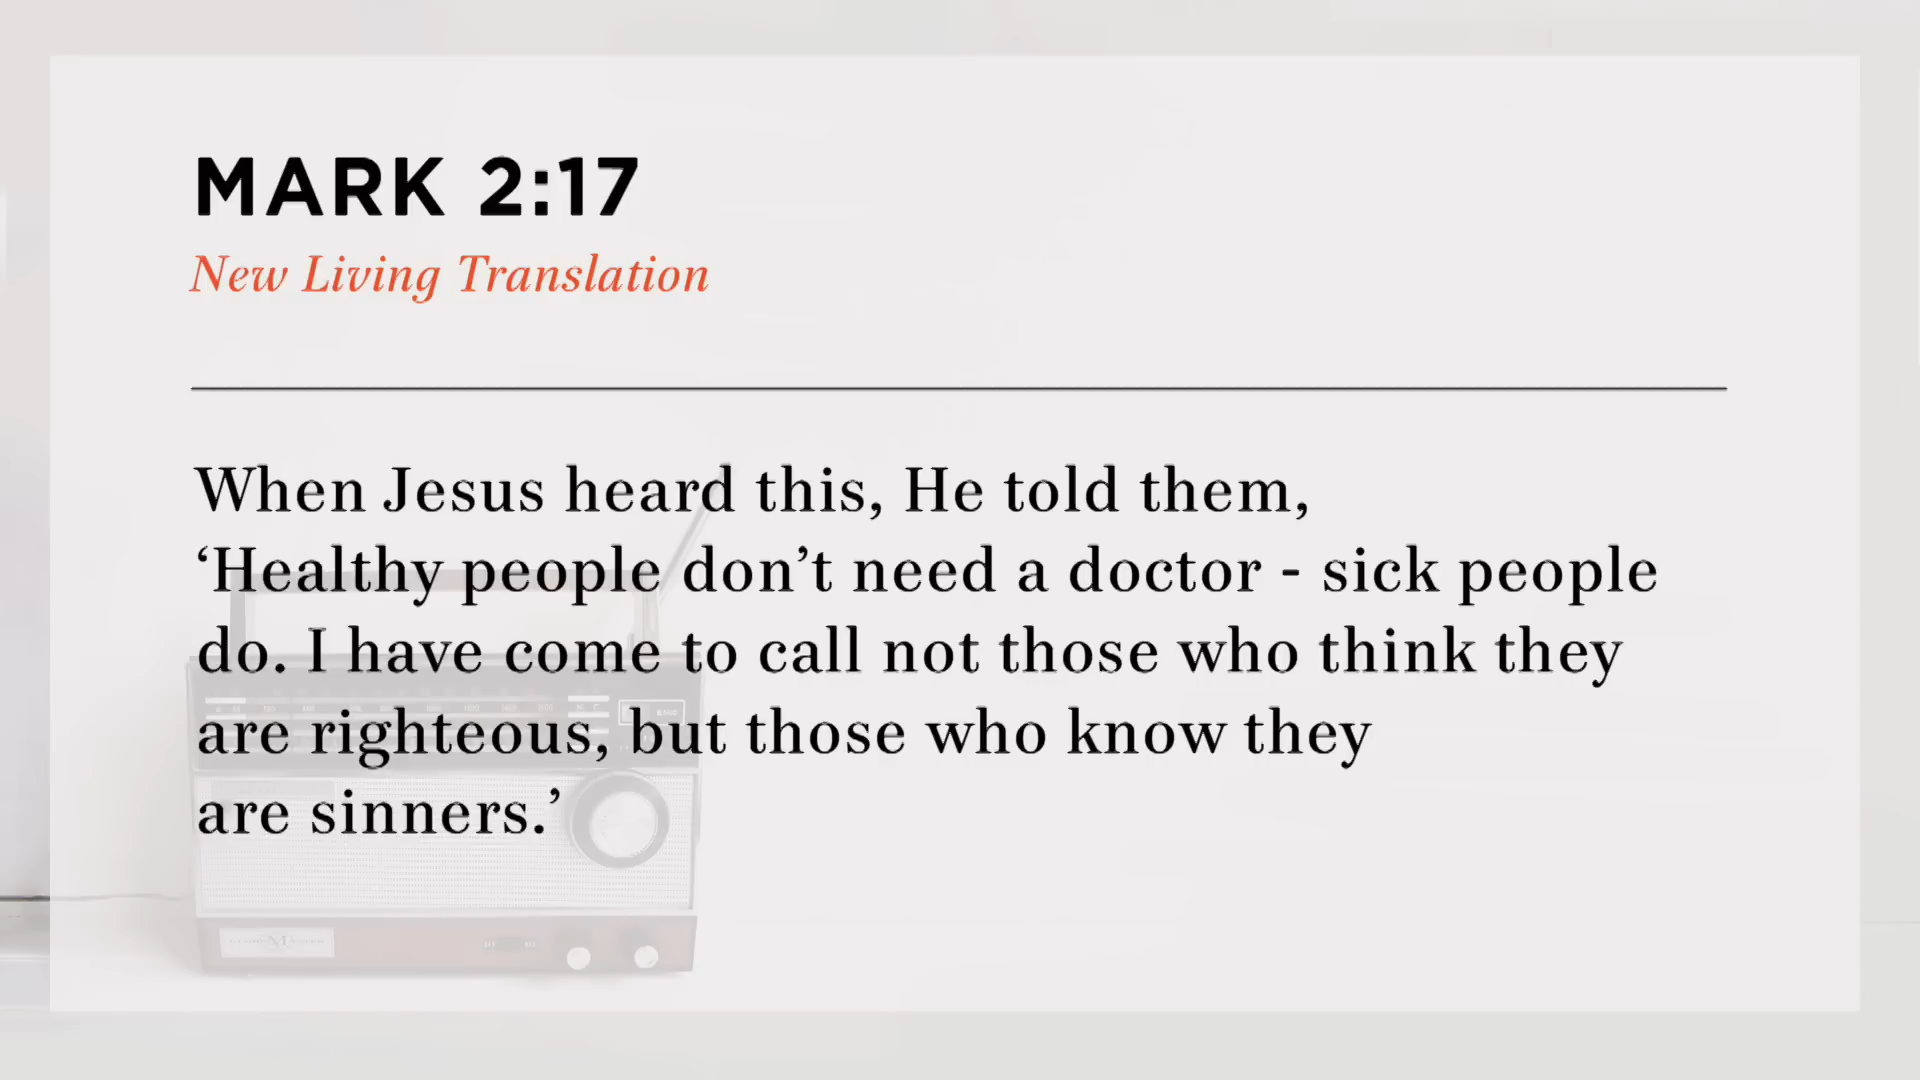 MARK 2:17
New Living Translation
When Jesus heard this, He told them,
‘Healthy people don’t need a doctor - sick people
do. I have come to call not those who think they
are righteous, but those who know they
are sinners.’